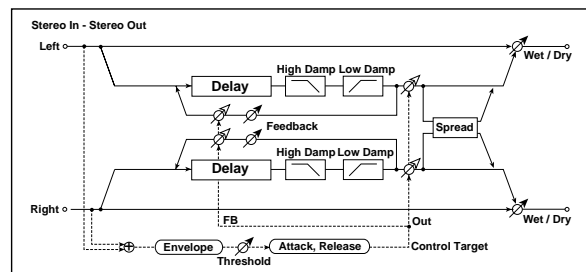 Stereo In - Stereo Out
Left
Wet / Dry
High Damp Low Damp
Delay
Feedback
Spread
High Damp Low Damp
Delay
Right
FB
Out
Wet / Dry
Envelope
Threshold
Attack, Release
Control Target